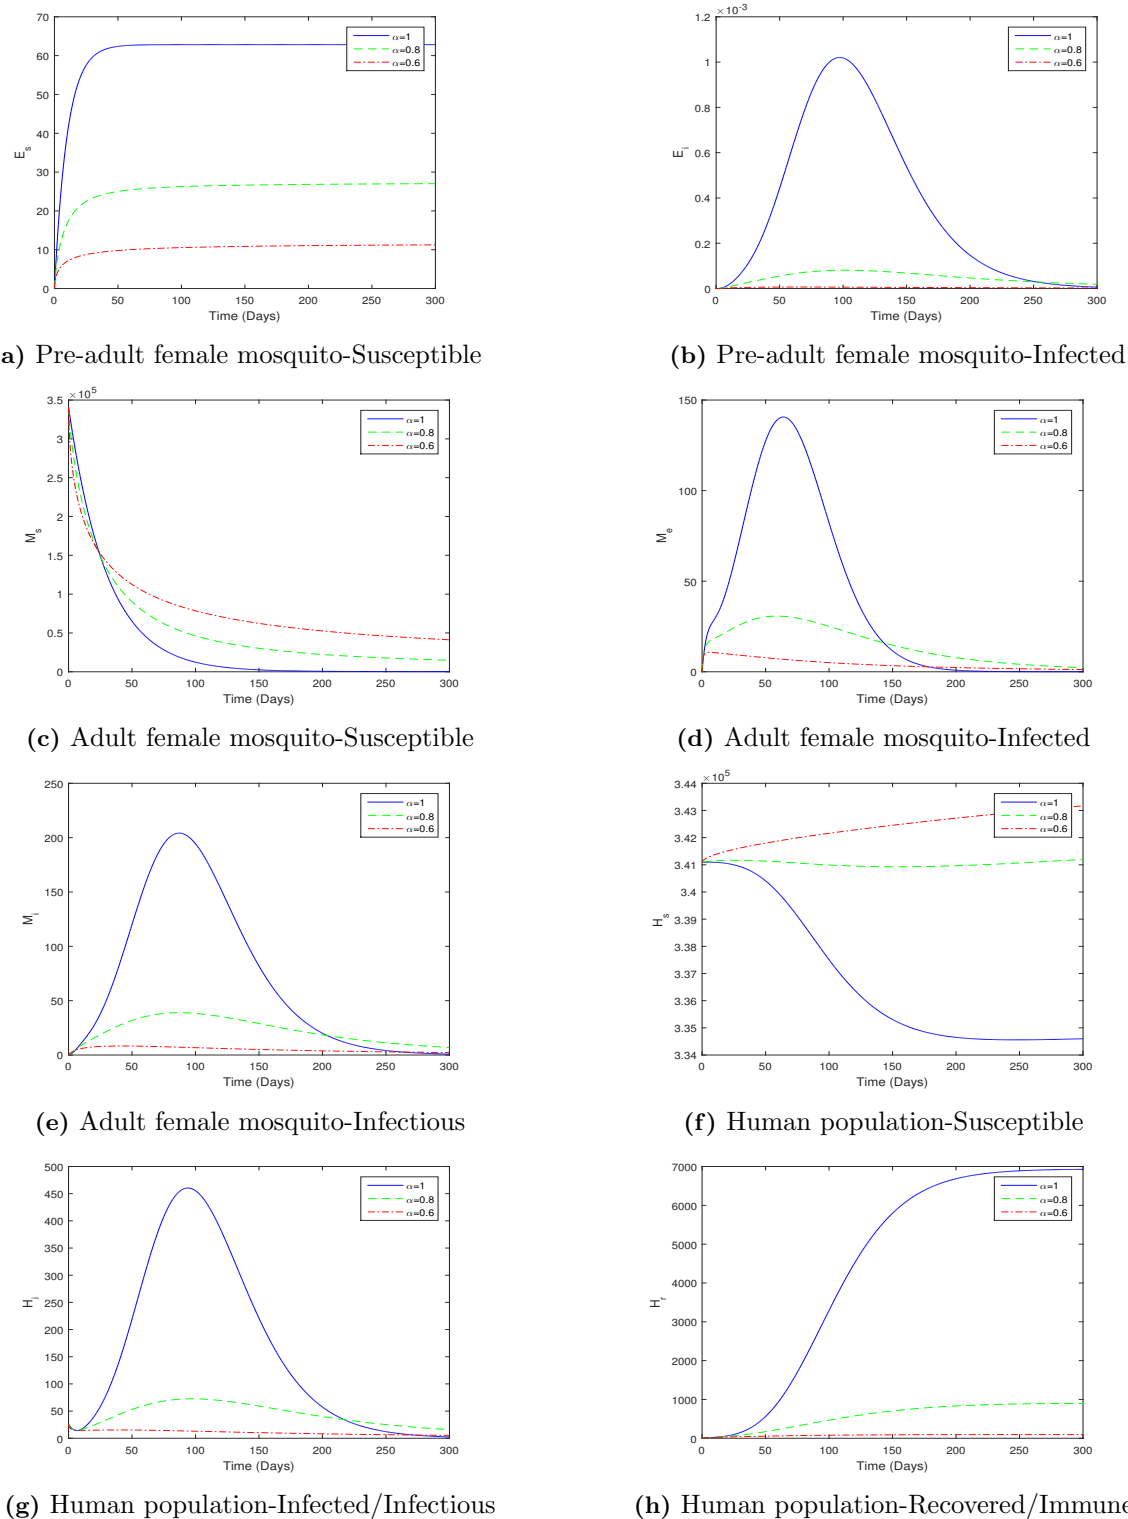 70
60
50
40
30
20
10
0
E_s
0 50 100 150 200 250 300
Time (Days)
α=1
α=0.8
α=0.6
a) Pre-adult female mosquito-Susceptible
×10^-3
1.2
1
0.8
0.6
0.4
0.2
0
E_i
0 50 100 150 200 250 300
Time (Days)
α=1
α=0.8
α=0.6
(b) Pre-adult female mosquito-Infected
×10^5
3.5
3
2.5
2
1.5
1
0.5
0
M_s
0 50 100 150 200 250 300
Time (Days)
α=1
α=0.8
α=0.6
(c) Adult female mosquito-Susceptible
150
100
50
0
M_e
0 50 100 150 200 250 300
Time (Days)
α=1
α=0.8
α=0.6
(d) Adult female mosquito-Infected
250
200
150
100
50
0
M_i
0 50 100 150 200 250 300
Time (Days)
α=1
α=0.8
α=0.6
(e) Adult female mosquito-Infectious
×10^5
3.44
3.43
3.42
3.41
3.4
3.39
3.38
3.37
3.36
3.35
3.34
H_s
0 50 100 150 200 250 300
Time (Days)
α=1
α=0.8
α=0.6
(f) Human population-Susceptible
500
450
400
350
300
250
200
150
100
50
0
H_i
0 50 100 150 200 250 300
Time (Days)
α=1
α=0.8
α=0.6
(g) Human population-Infected/Infectious
7000
6000
5000
4000
3000
2000
1000
0
H_r
0 50 100 150 200 250 300
Time (Days)
α=1
α=0.8
α=0.6
(h) Human population-Recovered/Immune